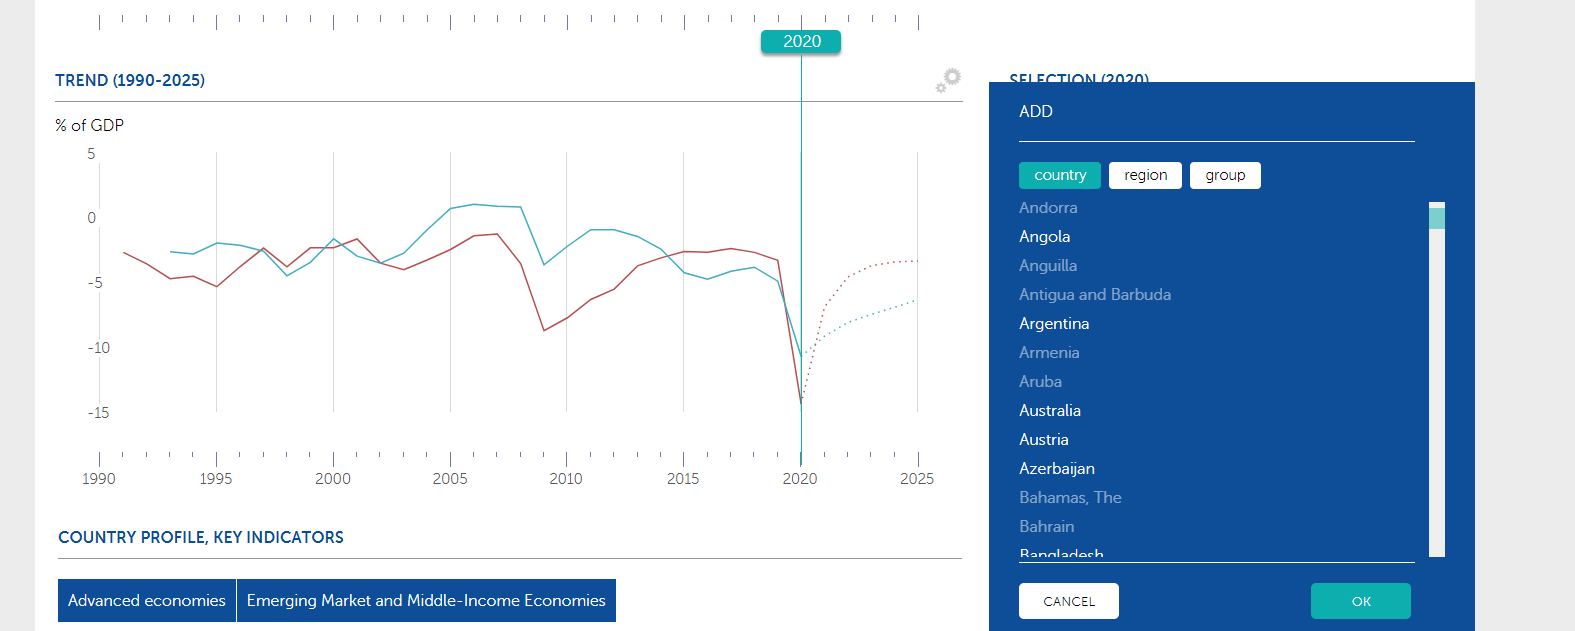 2020
TREND (1990-2025)
% of GDP
5
0
-5
-10
-15
1990 1995 2000 2005 2010 2015 2020 2025
COUNTRY PROFILE, KEY INDICATORS
Advanced economies
Emerging Market and Middle-Income Economies
SELECTION (2020)
ADD
country region group
Andorra
Angola
Anguilla
Antigua and Barbuda
Argentina
Armenia
Aruba
Australia
Austria
Azerbaijan
Bahamas, The
Bahrain
Bangladesh
CANCEL OK